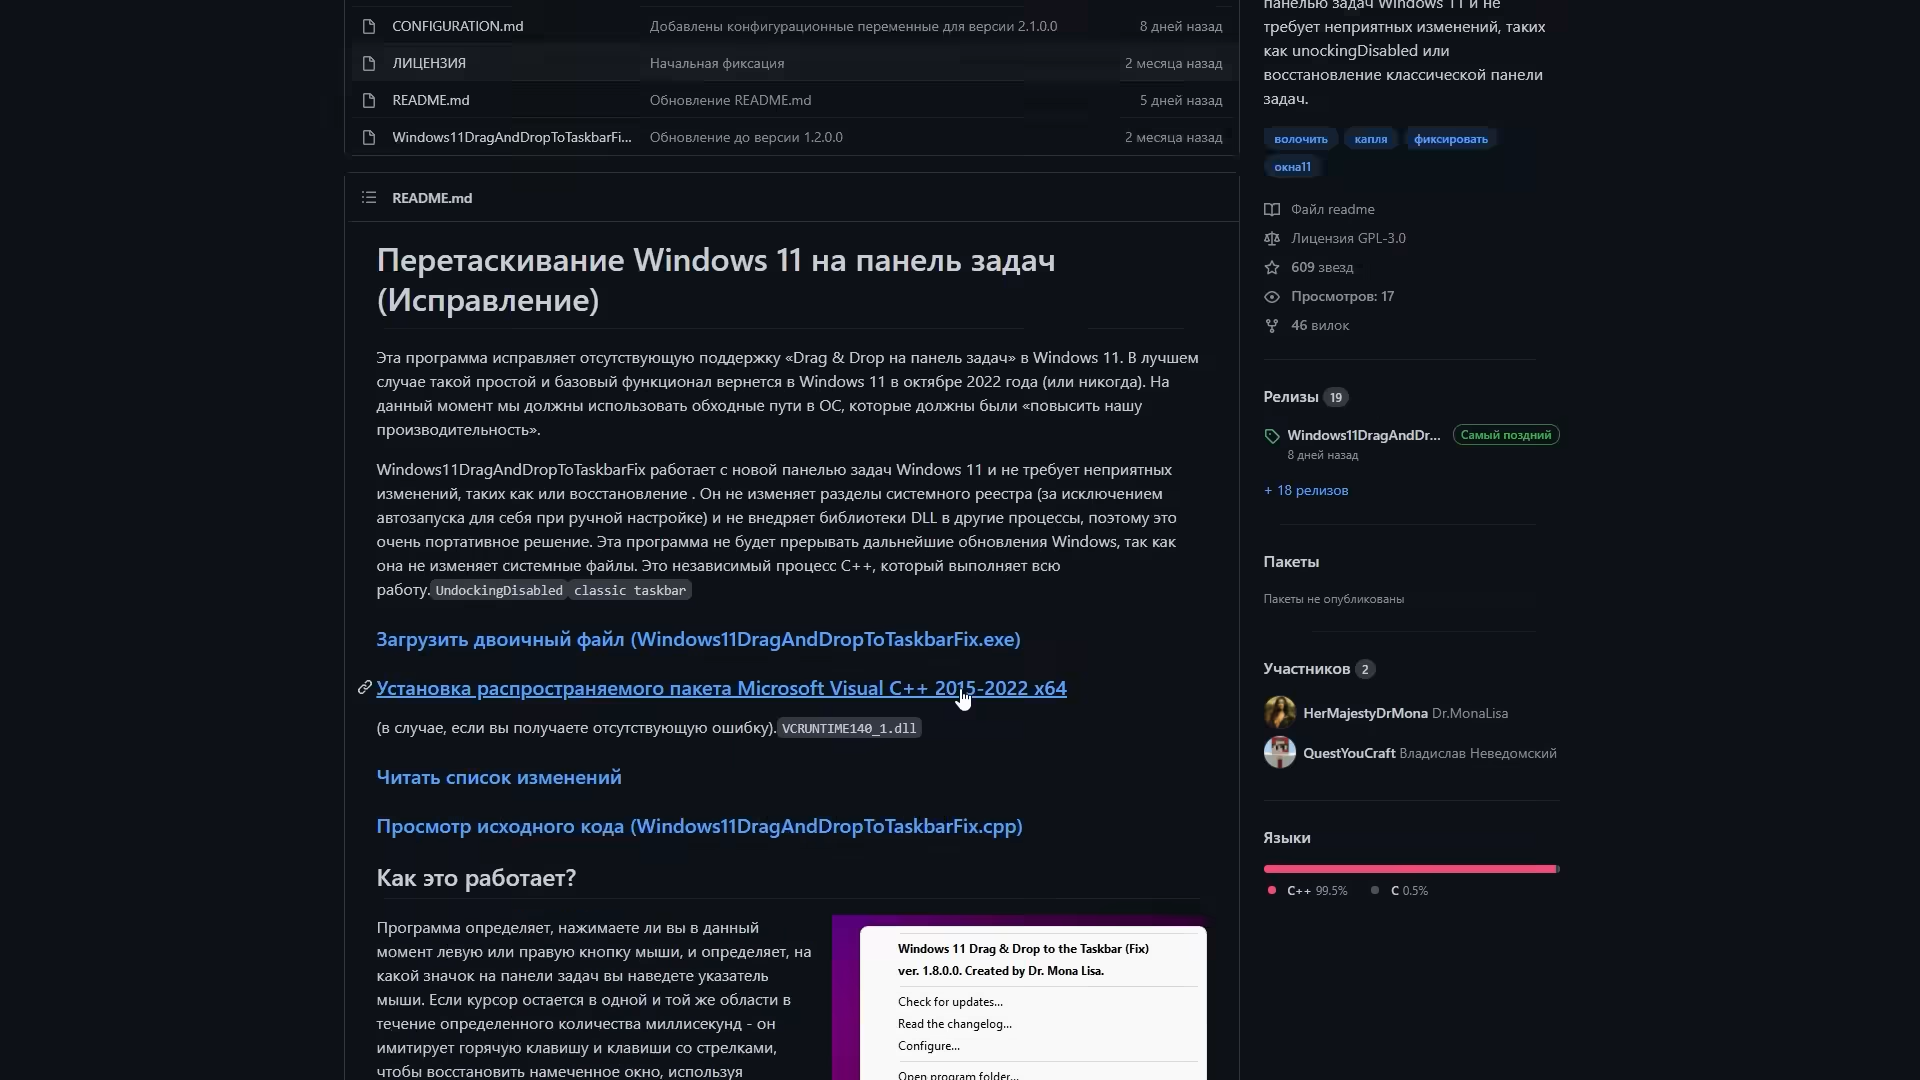 CONFIGURATION.md Добавлены конфигурационные переменные для версии 2.1.0.0 8 дней назад
ЛИЦЕНЗИЯ Начальная фиксация 2 месяца назад
README.md Обновление README.md 5 дней назад
Windows11DragAndDropToTaskbarFi... Обновление до версии 1.2.0.0 2 месяца назад
README.md
Перетаскивание Windows 11 на панель задач
(Исправление)
Эта программа исправляет отсутствующую поддержку «Drag & Drop на панель задач» в Windows 11. В лучшем
случае такой простой и базовый функционал вернется в Windows 11 в октябре 2022 года (или никогда). На
данный момент мы должны использовать обходные пути в ОС, которые должны были «повысить нашу
производительность».
Windows11DragAndDropToTaskbarFix работает с новой панелью задач Windows 11 и не требует неприятных
изменений, таких как или восстановление . Он не изменяет разделы системного реестра (за исключением
автозапуска для себя при ручной настройке) и не внедряет библиотеки DLL в другие процессы, поэтому это
очень портативное решение. Эта программа не будет прерывать дальнейшие обновления Windows, так как
она не изменяет системные файлы. Это независимый процесс C++, который выполняет всю
работу. UndockingDisabled classic taskbar
Загрузить двоичный файл (Windows11DragAndDropToTaskbarFix.exe)
Установка распространяемого пакета Microsoft Visual C++ 2015-2022 x64
(в случае, если вы получаете отсутствующую ошибку). VCRUNTIME140_1.dll
Читать список изменений
Просмотр исходного кода (Windows11DragAndDropToTaskbarFix.cpp)
Как это работает?
Программа определяет, нажимаете ли вы в данный
момент левую или правую кнопку мыши, и определяет, на
какой значок на панели задач вы наведете указатель
мыши. Если курсор остается в одной и той же области в
течение определенного количества миллисекунд - он
имитирует горячую клавишу и клавиши со стрелками,
чтобы восстановить намеченное окно, используя
Windows 11 Drag & Drop to the Taskbar (Fix)
ver. 1.8.0.0. Created by Dr. Mona Lisa.
Check for updates...
Read the changelog...
Configure...
Open program folder...
панелью задач Windows 11 и не
требует неприятных изменений, таких
как unockingDisabled или
восстановление классической панели
задач.
волочить капля фиксировать
окна11
Файл readme
Лицензия GPL-3.0
609 звезд
Просмотров: 17
46 вилок
Релизы 19
Windows11DragAndDr... Самый поздний
8 дней назад
+ 18 релизов
Пакеты
Пакеты не опубликованы
Участников 2
HerMajestyDrMona Dr.MonaLisa
QuestYouCraft Владислав Неведомский
Языки
C++ 99.5% C 0.5%